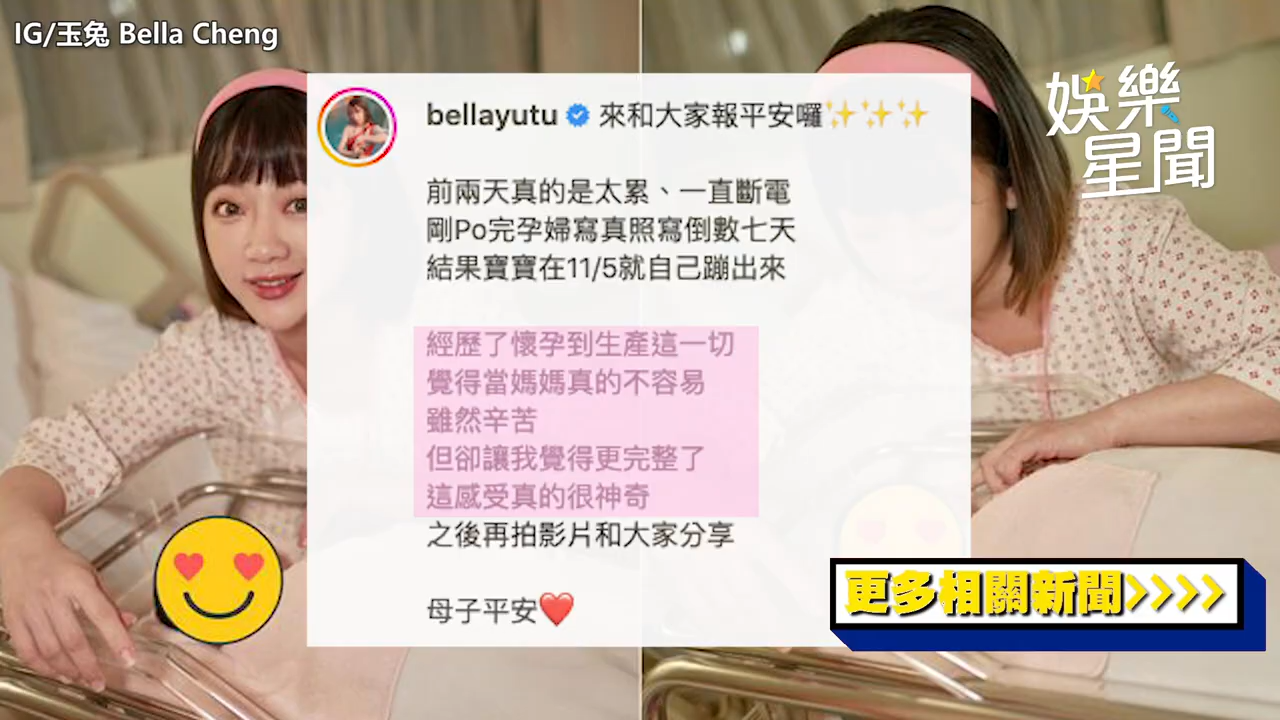 IG/玉兔 Bella Cheng
娛樂
星聞
bellayutu 來和大家報平安囉✨✨✨
前兩天真的是太累、一直斷電
剛Po完孕婦寫真照寫倒數七天
結果寶寶在11/5就自己蹦出來
經歷了懷孕到生產這一切
覺得當媽媽真的不容易
雖然辛苦
但卻讓我覺得更完整了
這感受真的很神奇
之後再拍影片和大家分享
母子平安❤️
更多相關新聞>>>>